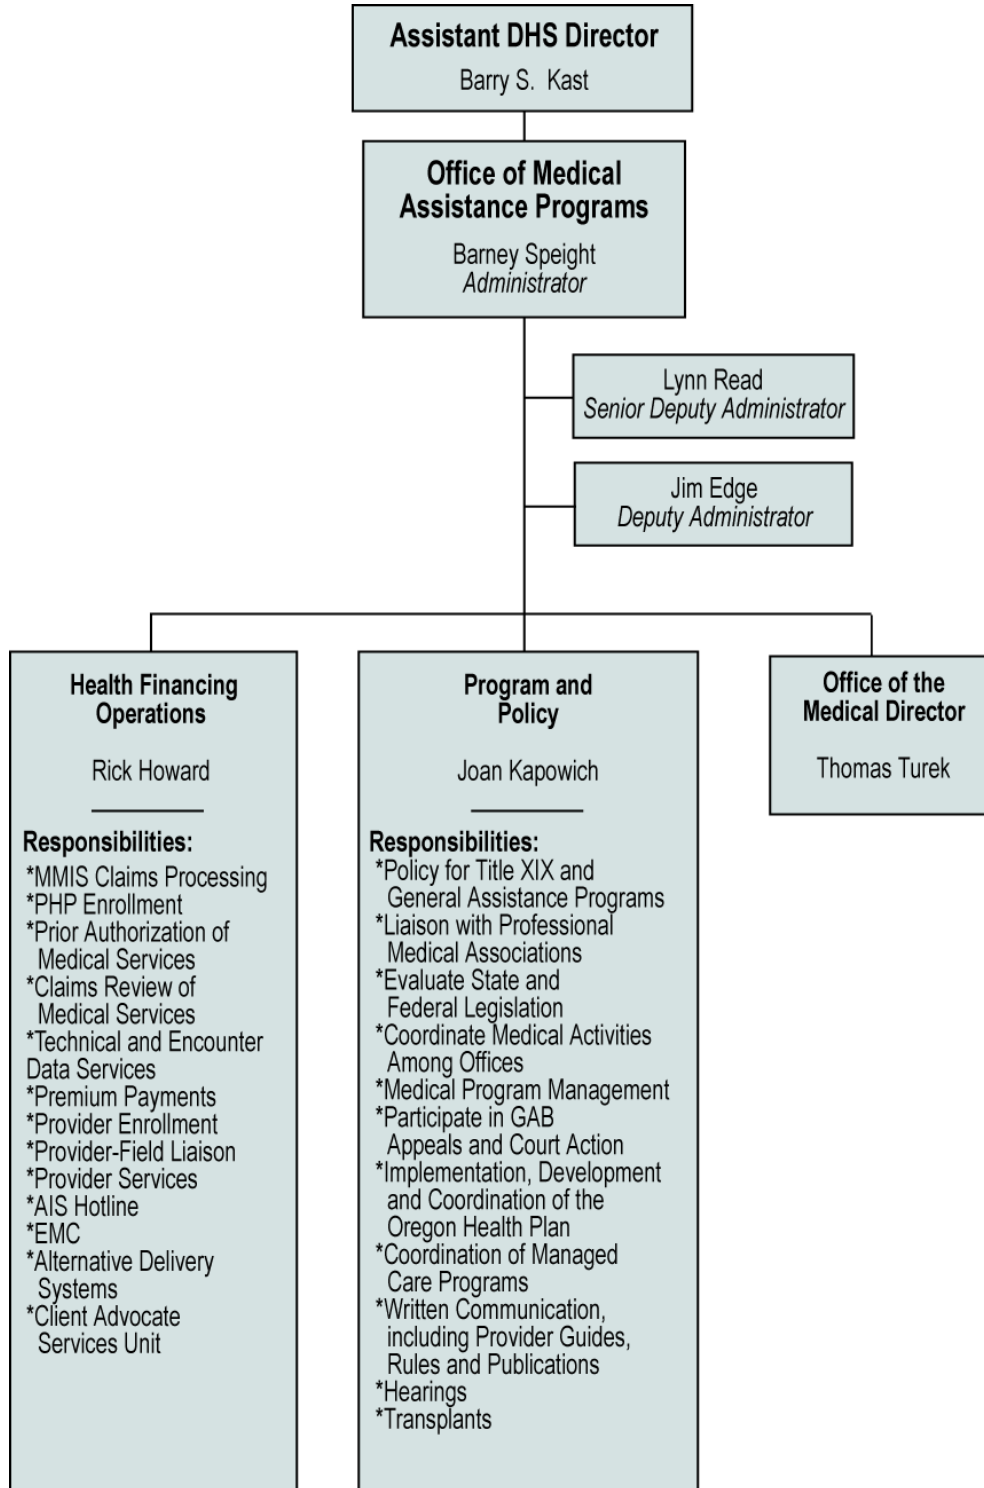 Assistant DHS Director
Barry S. Kast
Office of Medical
Assistance Programs
Barney Speight
Administrator
Lynn Read
Senior Deputy Administrator
Jim Edge
Deputy Administrator
Health Financing
Operations
Rick Howard
Responsibilities:
*MMIS Claims Processing
*PHP Enrollment
*Prior Authorization of
Medical Services
*Claims Review of
Medical Services
*Technical and Encounter
Data Services
*Premium Payments
*Provider Enrollment
*Provider-Field Liaison
*Provider Services
*AIS Hotline
*EMC
*Alternative Delivery
Systems
*Client Advocate
Services Unit
Program and
Policy
Joan Kapowich
Responsibilities:
*Policy for Title XIX and
General Assistance Programs
*Liaison with Professional
Medical Associations
*Evaluate State and
Federal Legislation
*Coordinate Medical Activities
Among Offices
*Medical Program Management
*Participate in GAB
Appeals and Court Action
*Implementation, Development
and Coordination of the
Oregon Health Plan
*Coordination of Managed
Care Programs
*Written Communication,
including Provider Guides,
Rules and Publications
*Hearings
*Transplants
Office of the
Medical Director
Thomas Turek